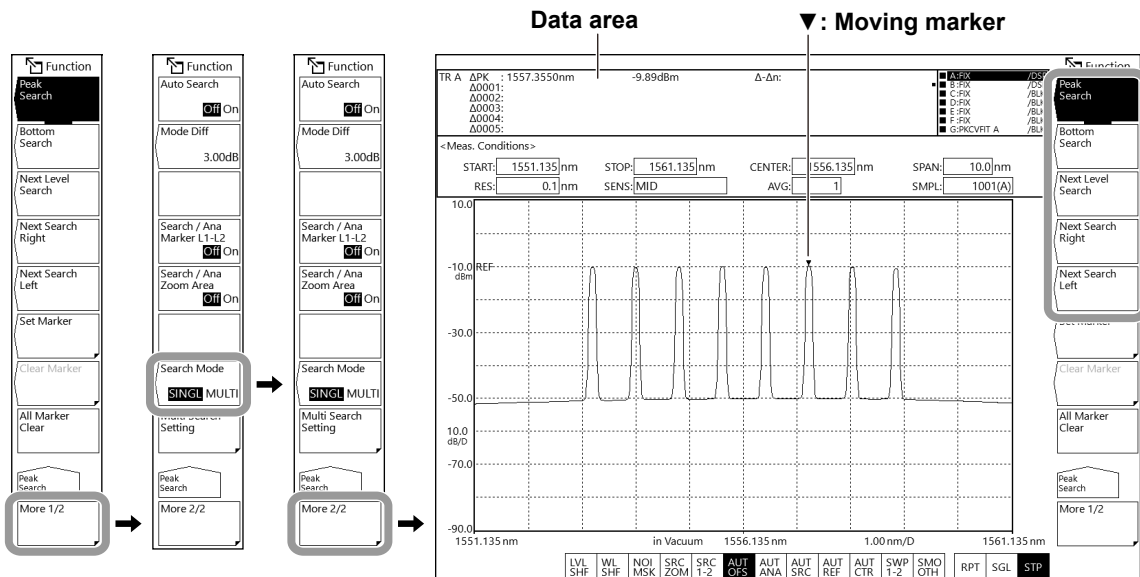 Data area
▼: Moving marker
Function
Peak
Search
Bottom
Search
Next Level
Search
Next Search
Right
Next Search
Left
Set Marker
Clear Marker
All Marker
Clear
Peak
Search
More 1/2
Function
Auto Search
Off On
Mode Diff
3.00dB
Search / Ana
Marker L1-L2
Off On
Search / Ana
Zoom Area
Off On
Search Mode
SINGL MULTI
Multi Search
Setting
Peak
Search
More 2/2
Function
Auto Search
Off On
Mode Diff
3.00dB
Search / Ana
Marker L1-L2
Off On
Search / Ana
Zoom Area
Off On
Search Mode
SINGL MULTI
Multi Search
Setting
Peak
Search
More 2/2
TR A ΔPK : 1557.3550nm -9.89dBm Δ-Δn:
Δ0001:
Δ0002:
Δ0003:
Δ0004:
Δ0005:
A:FIX /DSP
B:FIX /DSP
C:FIX /BLK
D:FIX /BLK
E:FIX /BLK
F:FIX /BLK
G:PKCVFIT A /BLK
<Meas. Conditions>
START: 1551.135 nm STOP: 1561.135 nm CENTER: 1556.135 nm SPAN: 10.0 nm
RES: 0.1 nm SENS: MID AVG: 1 SMPL: 1001(A)
10.0
-10.0 REF
dBm
-30.0
-50.0
10.0
dB/D
-70.0
-90.0
1551.135 nm in Vacuum 1556.135 nm 1.00 nm/D 1561.135 nm
LVL SHF WL SHF NOI MSK SRC ZOM SRC 1-2 AUT OFS AUT ANA AUT SRC AUT REF AUT CTR SWP 1-2 SMO OTH RPT SGL STP
Function
Peak
Search
Bottom
Search
Next Level
Search
Next Search
Right
Next Search
Left
Set Marker
Clear Marker
All Marker
Clear
Peak
Search
More 1/2